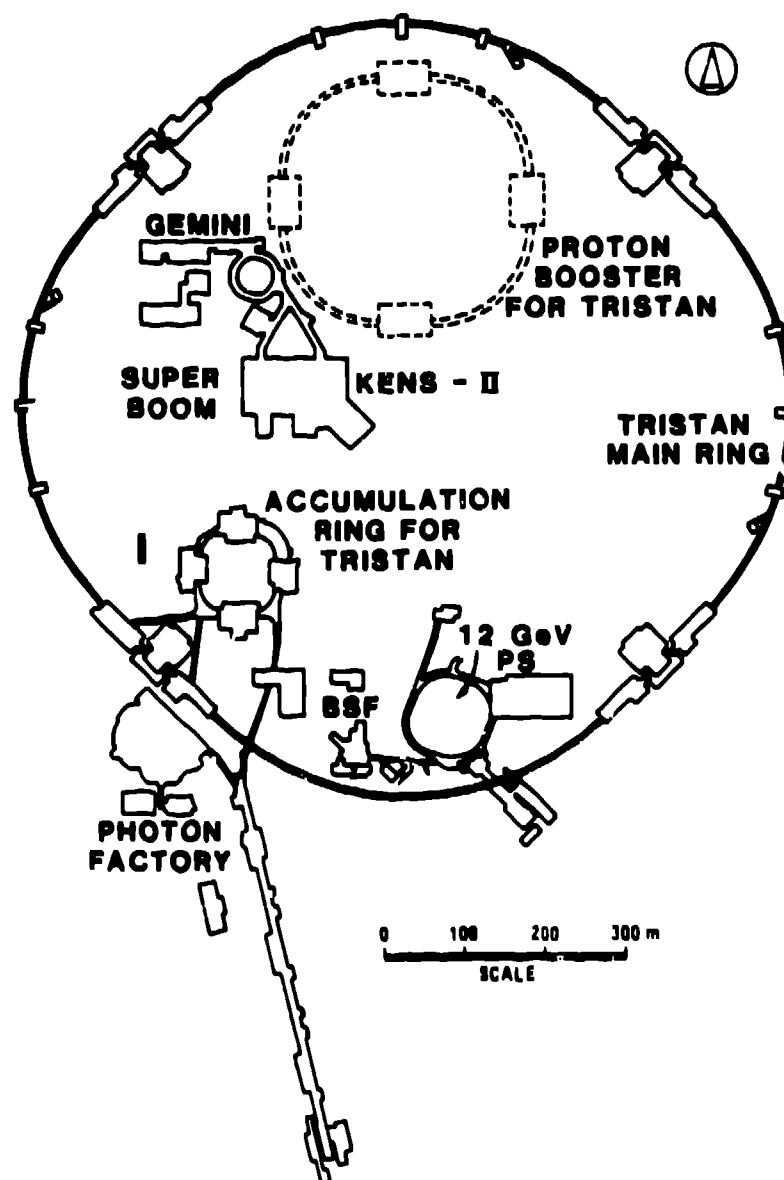 GEMINI
PROTON
BOOSTER
FOR TRISTAN
SUPER
BOOM
KENS - II
TRISTAN
MAIN RING
ACCUMULATION
RING FOR
TRISTAN
I
12 GeV
PS
BSF
PHOTON
FACTORY
0 100 200 300 m
SCALE